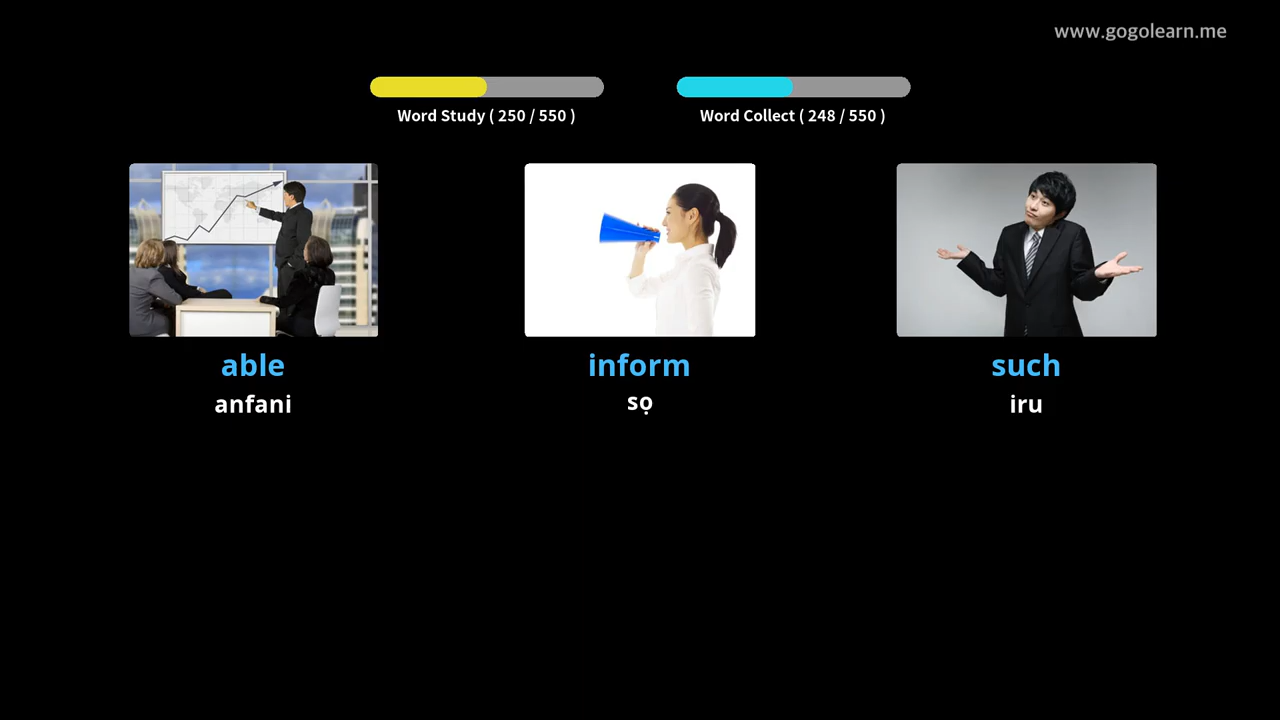 www.gogolearn.me
Word Study ( 250 / 550 )
Word Collect ( 248 / 550 )
able
anfani
inform
sọ
such
iru